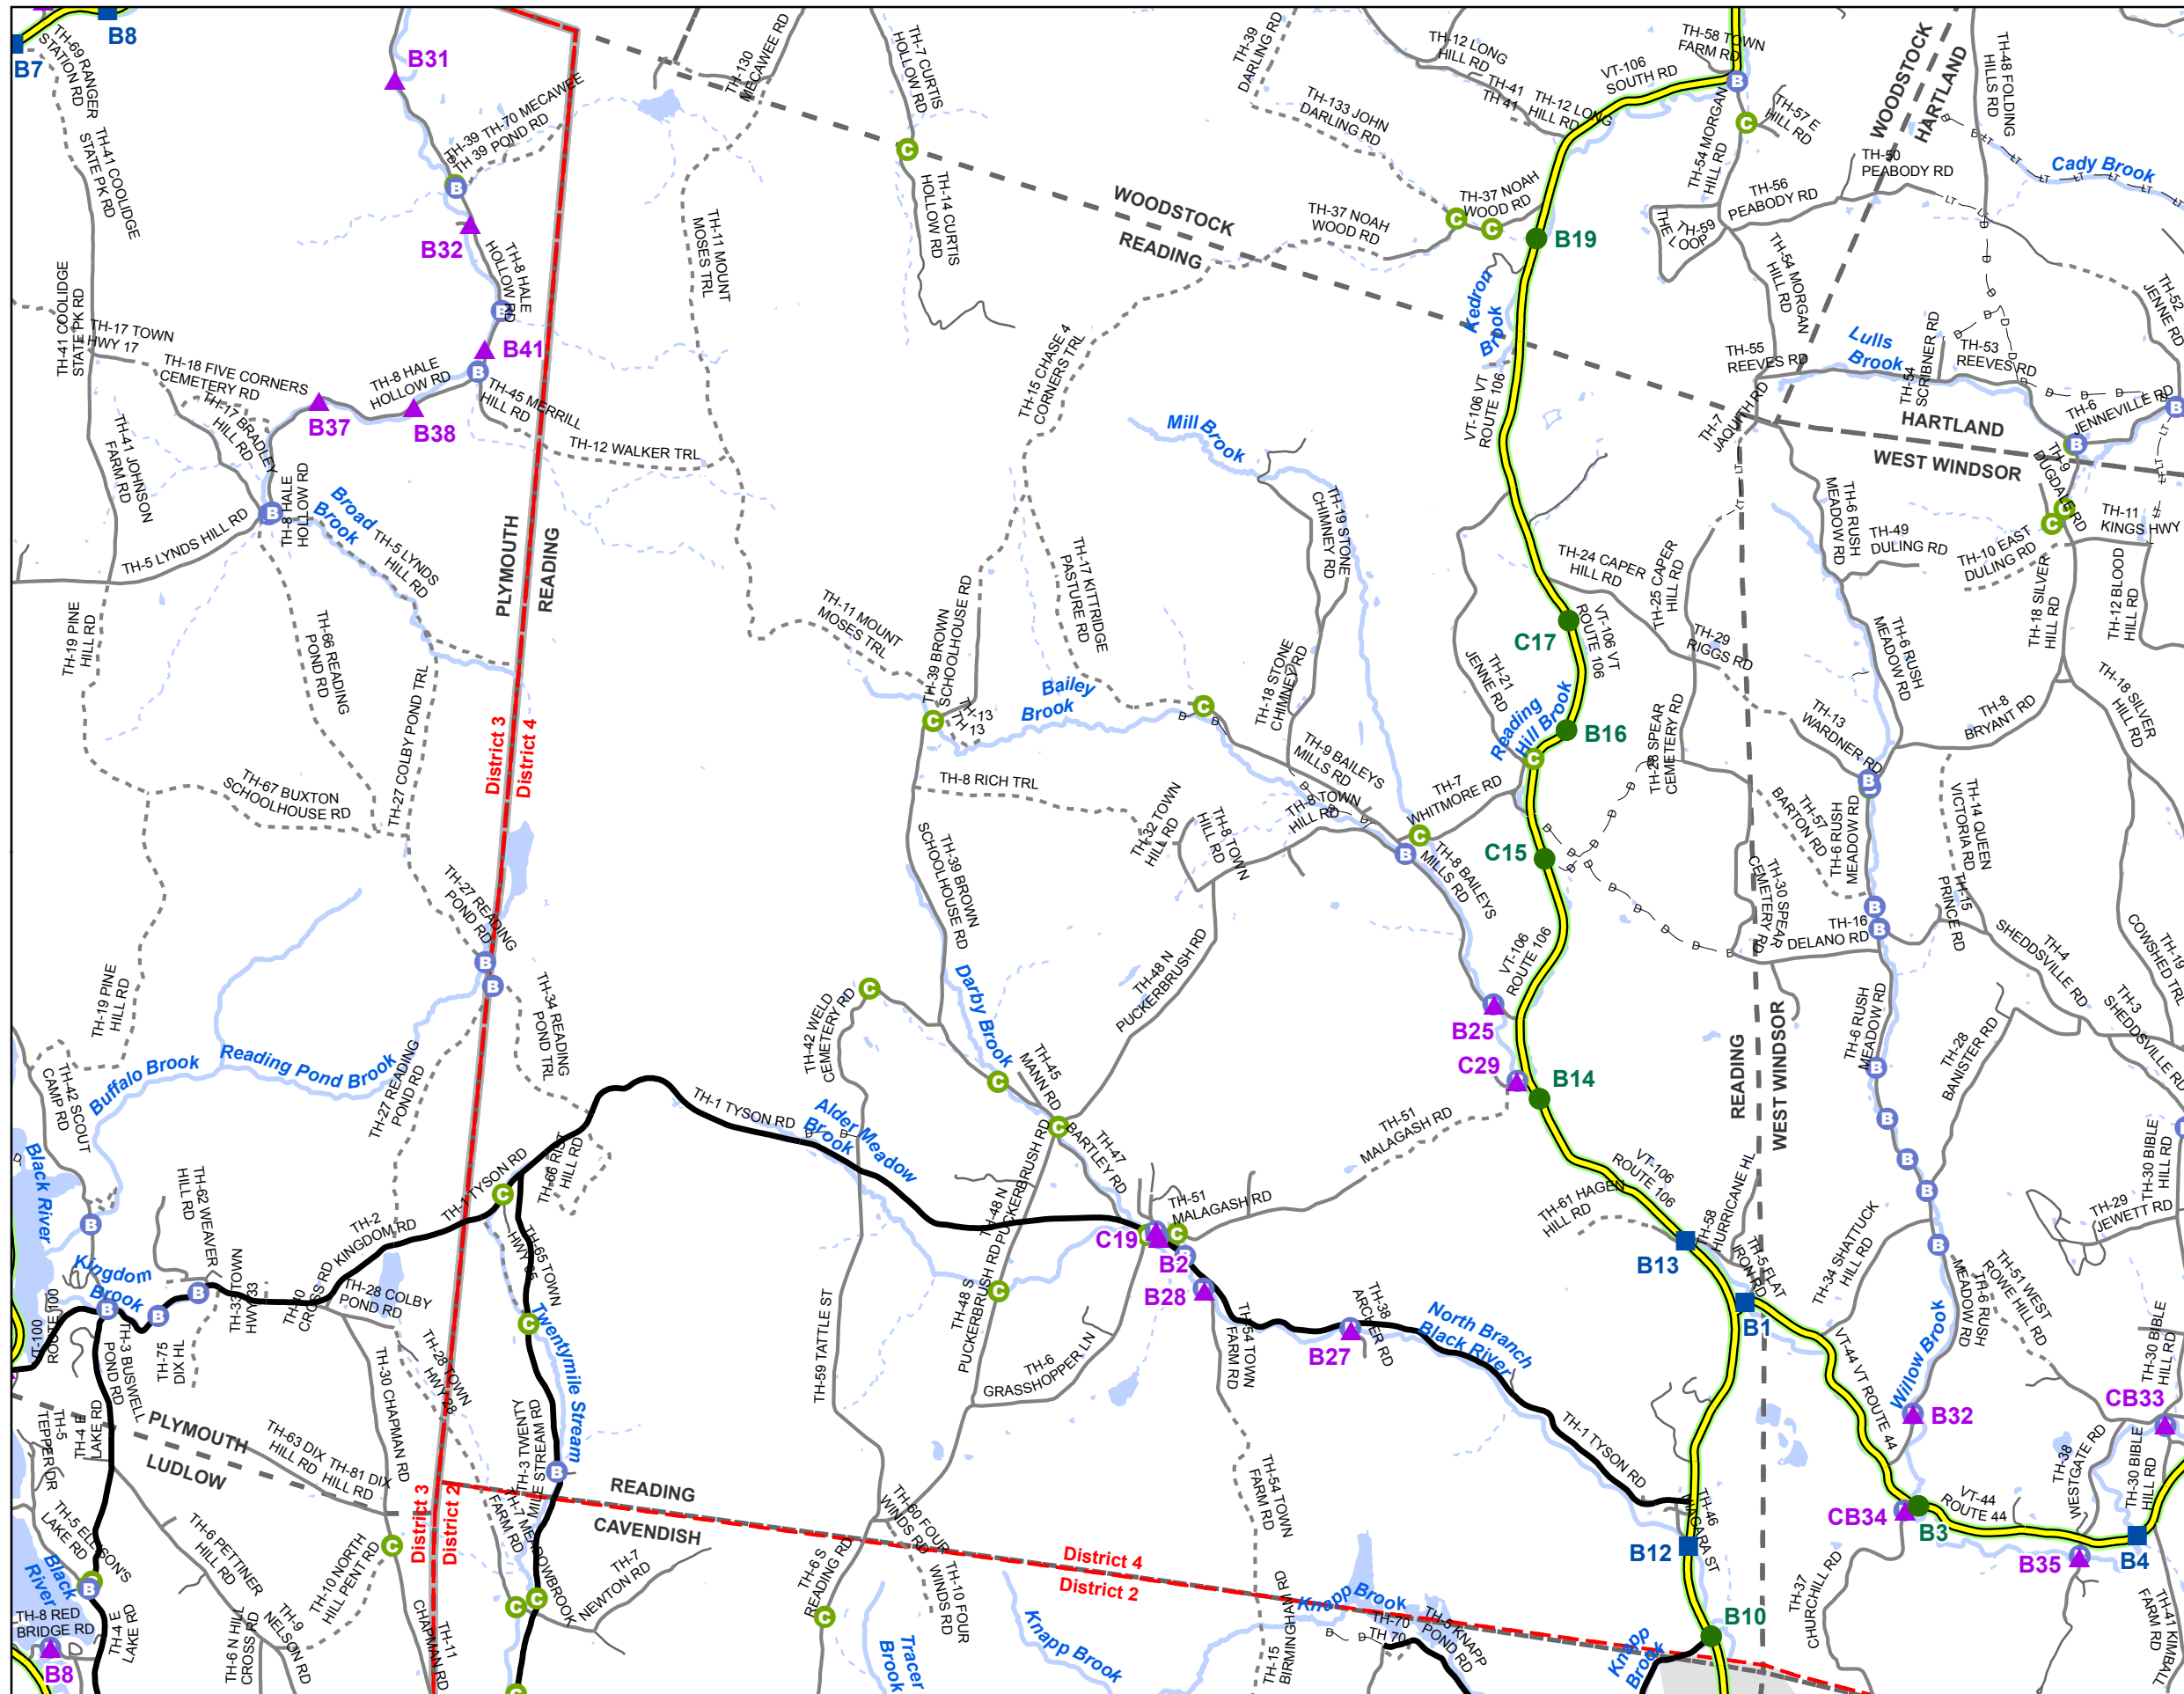 B8
B7
TH-69 RANGER
STATION RD
B31
TH-39
TH 39
TH-70 MECAWEE
POND RD
TH-130
MECAWEE RD
TH-7 CURTIS
HOLLOW RD
TH-39
DARLING RD
TH-12 LONG
HILL RD
TH-41
TH 41
TH-12 LONG
HILL RD
VT-106
SOUTH RD
TH-58 TOWN
FARM RD
WOODSTOCK
HARTLAND
TH-48 FOLDING
HILLS RD
Cady Brook
TH-57 E
HILL RD
TH-54 MORGAN
HILL RD
TH-50
PEABODY RD
TH-56
PEABODY RD
TH-59
THE LOOP
TH-133 JOHN
DARLING RD
TH-37 NOAH
WOOD RD
TH-37 NOAH
WOOD RD
B19
WOODSTOCK
READING
TH-41 COOLIDGE
STATE PK RD
B32
TH-8 HALE
HOLLOW RD
TH-11 MOUNT
MOSES TRL
TH-14 CURTIS
HOLLOW RD
TH-54 MORGAN
HILL RD
TH-52
JENNE RD
Kedron
Brook
TH-41 COOLIDGE
STATE PK RD
TH-17 TOWN
HWY 17
B41
TH-18 FIVE CORNERS
CEMETERY RD
TH-8 HALE
HOLLOW RD
B37
B38
TH-45 MERRILL
HILL RD
TH-12 WALKER TRL
TH-15 CHASE 4
CORNERS TRL
VT-106 VT
ROUTE 106
TH-55
REEVES RD
Lulls
Brook
TH-54
SCRIBNER RD
TH-53
REEVES RD
TH-6
JENNEVILLE RD
TH-7
JAQUITH RD
HARTLAND
WEST WINDSOR
TH-17 BRADLEY
HILL RD
TH-41 JOHNSON
FARM RD
TH-8 HALE
HOLLOW RD
Broad
Brook
TH-5 LYNDS HILL RD
TH-5 LYNDS
HILL RD
PLYMOUTH
READING
Mill Brook
TH-19 STONE
CHIMNEY RD
TH-9
DUGDALE RD
TH-11
KINGS HWY
TH-6 RUSH
MEADOW RD
TH-49
DULING RD
TH-10 EAST
DULING RD
TH-24 CAPER
HILL RD
TH-25 CAPER
HILL RD
TH-18 SILVER
HILL RD
TH-12 BLOOD
HILL RD
TH-19 PINE
HILL RD
TH-66 READING
POND RD
TH-27 COLBY POND TRL
TH-11 MOUNT
MOSES TRL
TH-39 BROWN
SCHOOLHOUSE RD
TH-17 KITTRIDGE
PASTURE RD
C17
VT-106 VT
ROUTE 106
TH-29
RIGGS RD
TH-6 RUSH
MEADOW RD
TH-21
JENNE RD
TH-18 STONE
CHIMNEY RD
Bailey
Brook
TH-13
TH 13
Reading
Hill Brook
B16
TH-28 SPEAR
CEMETERY RD
TH-13
WARDNER RD
TH-8
BRYANT RD
TH-18 SILVER
HILL RD
District 3
District 4
TH-67 BUXTON
SCHOOLHOUSE RD
TH-8 RICH TRL
TH-9 BAILEYS
MILLS RD
TH-7
WHITMORE RD
TH-8 TOWN
HILL RD
TH-32 TOWN
HILL RD
TH-8 TOWN
HILL RD
C15
TH-57
BARTON RD
TH-6 RUSH
MEADOW RD
TH-14 QUEEN
VICTORIA RD
TH-39 BROWN
SCHOOLHOUSE RD
TH-8 BAILEYS
MILLS RD
TH-27 READING
POND RD
TH-30 SPEAR
CEMETERY RD
TH-16
DELANO RD
TH-15
PRINCE RD
TH-4
SHEDDSVILLE RD
TH-19
COWSHED TRL
TH-19 PINE
HILL RD
TH-34 READING
POND TRL
TH-42 WELD
CEMETERY RD
Darby Brook
TH-48 N
PUCKERBRUSH RD
VT-106
ROUTE 106
B25
C29
B14
READING
WEST WINDSOR
TH-6 RUSH
MEADOW RD
TH-28
BANISTER RD
TH-3
SHEDDSVILLE RD
Buffalo Brook
Reading Pond Brook
TH-42 SCOUT
CAMP RD
TH-27 READING
POND RD
TH-1 TYSON RD
Alder Meadow
Brook
TH-45
MANN RD
TH-47
BARTLEY RD
TH-51
MALAGASH RD
Black River
TH-62 WEAVER
HILL RD
TH-1 TYSON RD
TH-66 RIST
HILL RD
TH-48 N
PUCKERBRUSH RD
TH-51
MALAGASH RD
C19
B2
B28
VT-106
ROUTE 106
TH-61 HAGEN
HILL RD
TH-58
HURRICANE HL
B13
TH-5 FLAT
IRON RD
B1
TH-34 SHATTUCK
HILL RD
TH-30 BIBLE
HILL RD
TH-29
JEWETT RD
Kingdom
Brook
TH-2
KINGDOM RD
TH-33 TOWN
HWY 33
TH-40
CROSS RD
TH-28 COLBY
POND RD
TH-65 TOWN
HWY 65
Twentymile Stream
TH-48 S
PUCKERBRUSH RD
TH-59 TATTLE ST
TH-54 TOWN
FARM RD
B27
TH-38
ARCHER RD
North Branch
Black River
TH-6 RUSH
MEADOW RD
TH-51 WEST
ROWE HILL RD
Willow Brook
VT-100
ROUTE 100
TH-3 BUSWELL
POND RD
TH-75
DIX HL
TH-28 TOWN
HWY 28
TH-30 CHAPMAN RD
TH-6
GRASSHOPPER LN
VT-44 VT ROUTE 44
TH-30 BIBLE
HILL RD
CB33
B32
PLYMOUTH
LUDLOW
TH-5
TEPPER DR
TH-4 E
LAKE RD
TH-63 DIX
HILL RD
TH-81 DIX
HILL RD
TH-3 TWENTY
MILE STREAM RD
TH-1 TYSON RD
TH-38
WESTGATE RD
TH-30 BIBLE
HILL RD
District 3
District 2
READING
CAVENDISH
TH-54 TOWN
FARM RD
TH-46
NIAGARA ST
VT-44
ROUTE 44
CB34
B3
B35
B4
TH-5 ELLISON'S
LAKE RD
TH-6 PETTINER
HILL RD
TH-10 NORTH
HILL PENT RD
TH-7 MEADOWBROOK
FARM RD
TH-7
NEWTON RD
TH-60 FOUR
WINDS RD
TH-6 S
READING RD
TH-10 FOUR
WINDS RD
District 4
District 2
B12
Black
River
TH-8 RED
BRIDGE RD
B8
TH-4 E
LAKE RD
TH-6 N HILL
CROSS RD
TH-9
NELSON RD
TH-11
CHAPMAN RD
Tracer
Brook
Knapp Brook
TH-15
BIRMINGHAM RD
Knapp Brook
TH-70
TH 70
TH-5 KNAPP
POND RD
Knapp
Brook
B10
TH-37
CHURCHILL RD
TH-41 KIMBALL
FARM RD